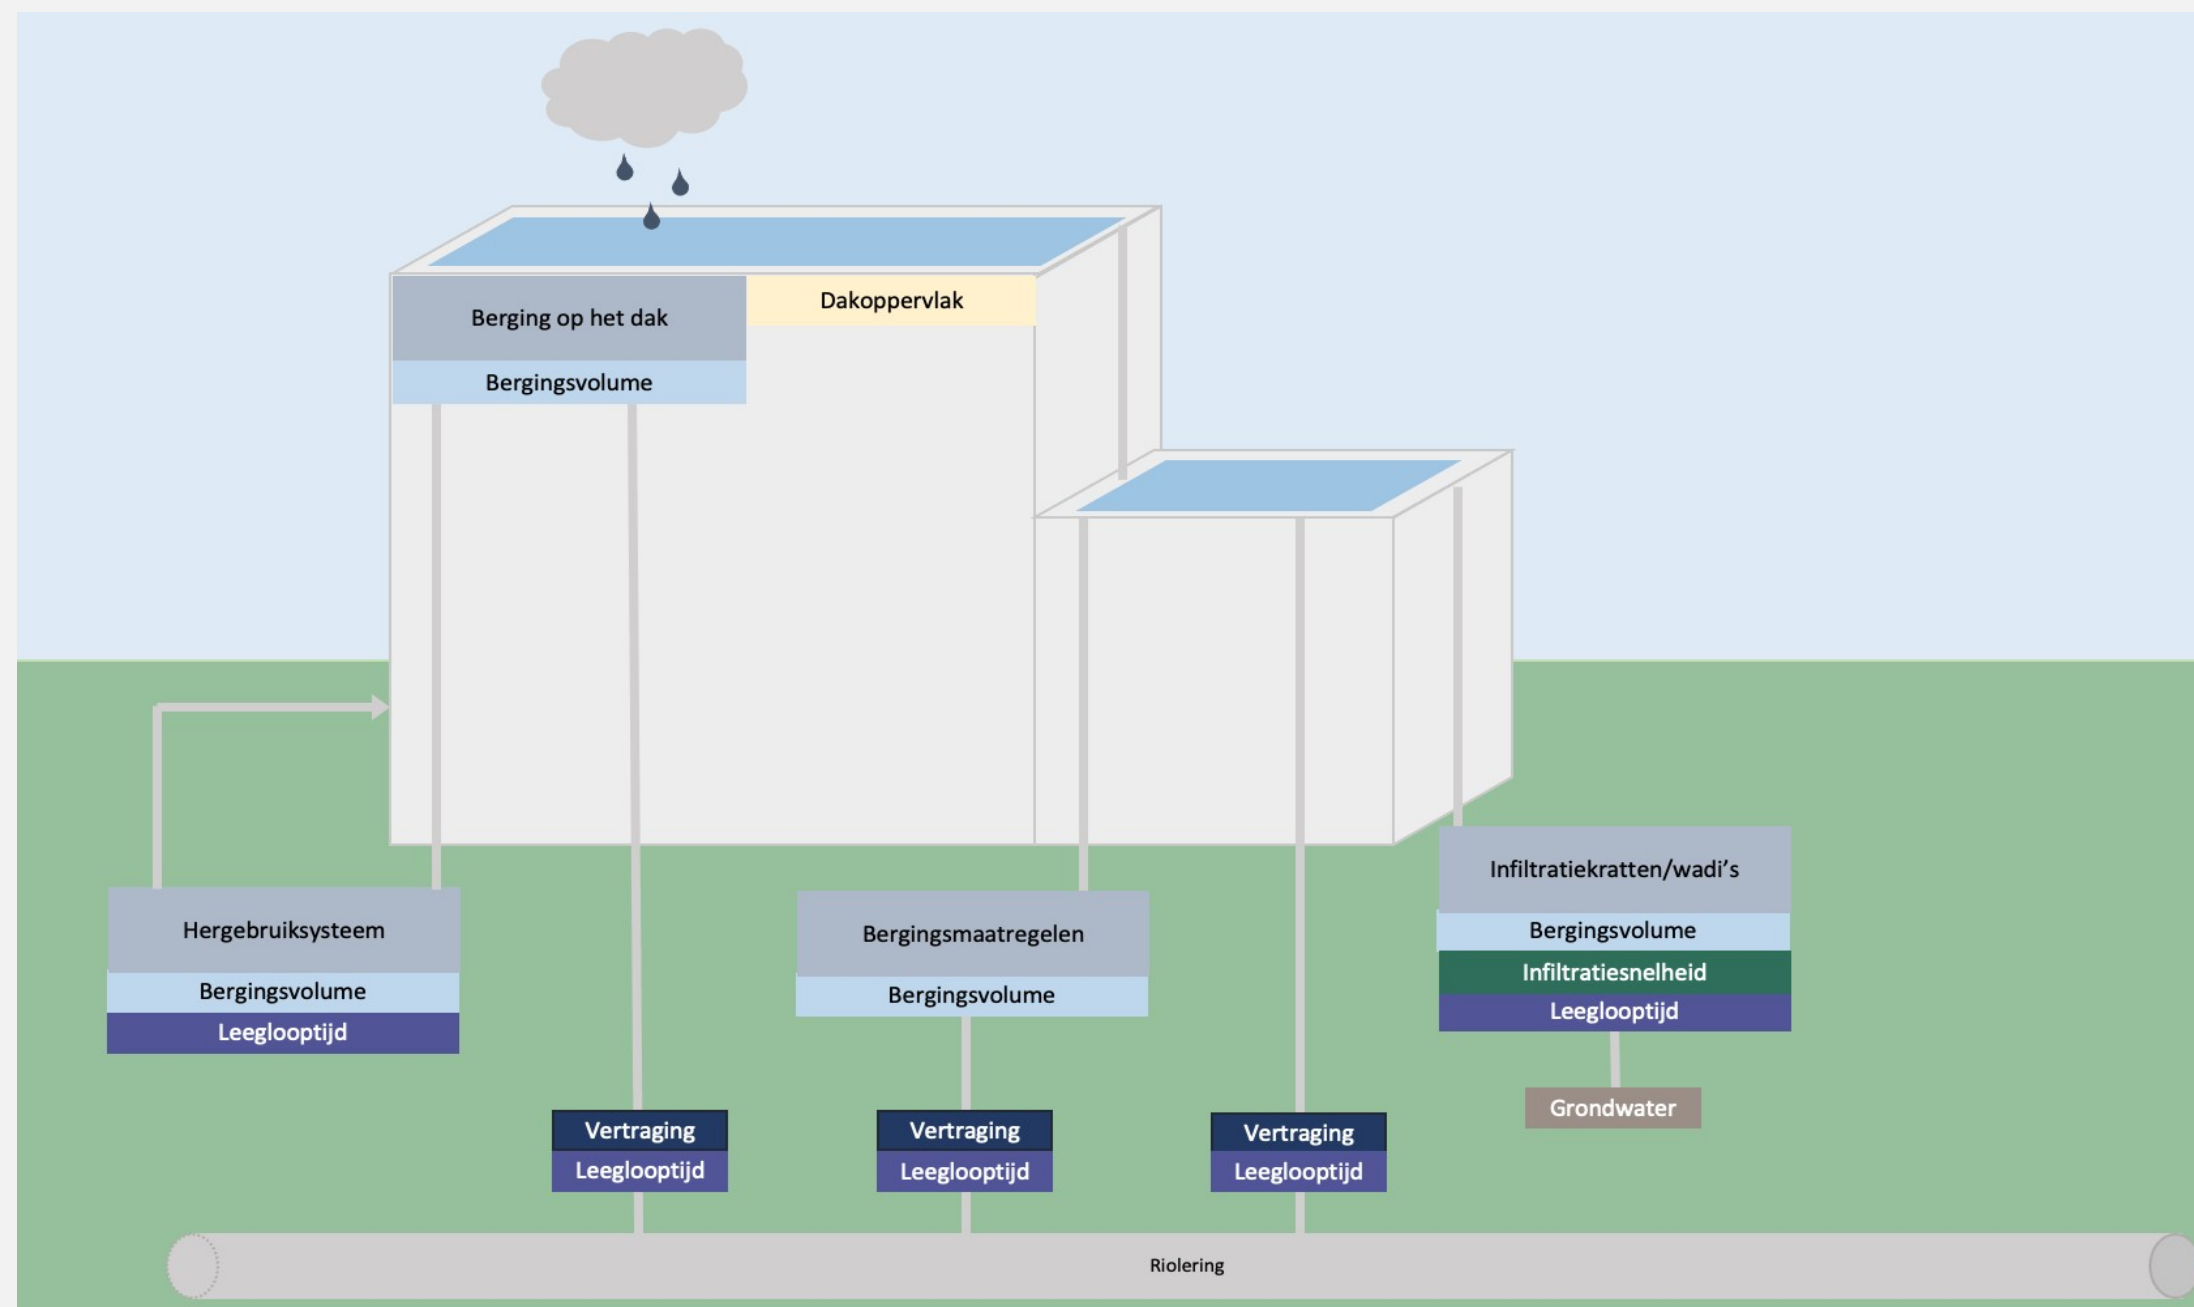 Berging op het dak
Bergingsvolume
Dakoppervlak
Hergebruiksysteem
Bergingsvolume
Leeglooptijd
Vertraging
Leeglooptijd
Bergingsmaatregelen
Bergingsvolume
Vertraging
Leeglooptijd
Vertraging
Leeglooptijd
Infiltratiekratten/wadi’s
Bergingsvolume
Infiltratiesnelheid
Leeglooptijd
Grondwater
Riolering